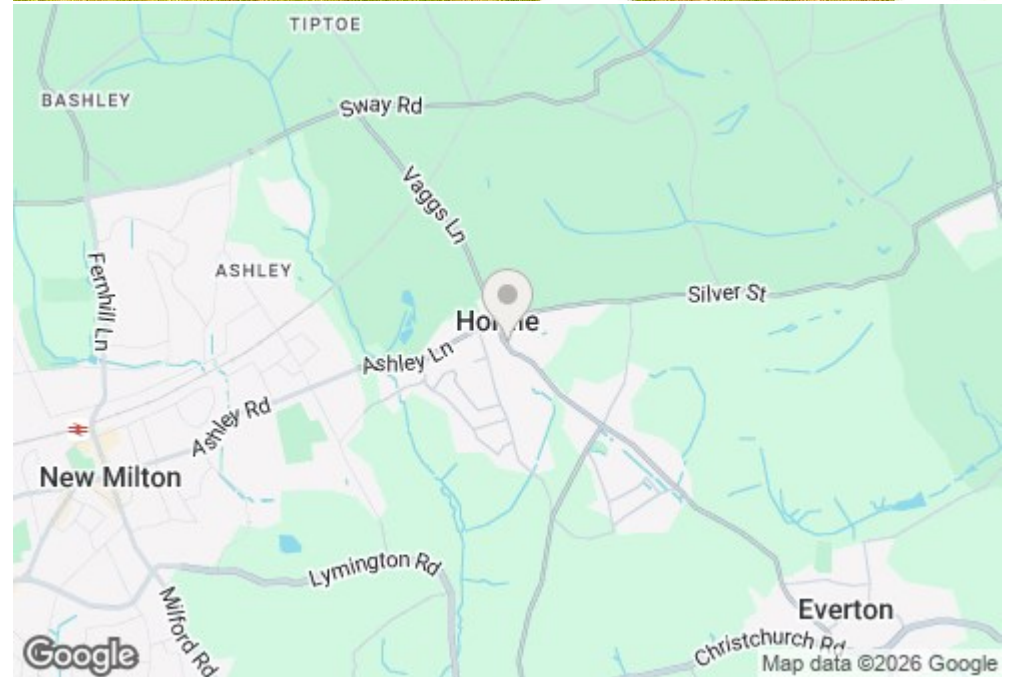 TIPTOE
BASHLEY
Sway Rd
Vaggs Ln
Fernhill Ln
ASHLEY
Silver St
Ashley Ln
Ashley Rd
New Milton
Lymington Rd
Milford Rd
Everton
Christchurch Rd
Google
Map data ©2026 Google